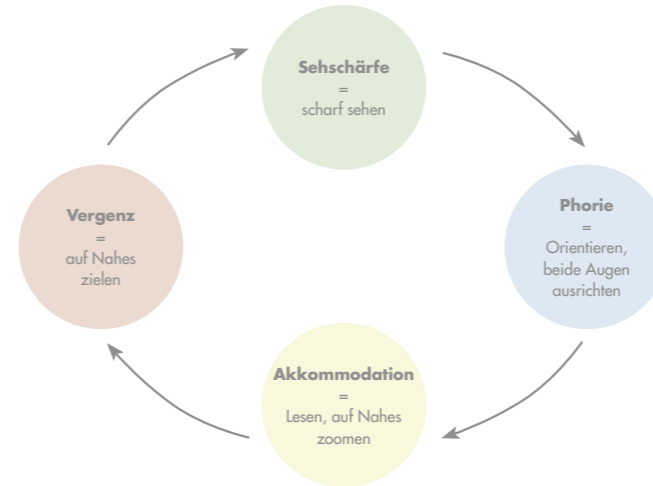 Sehschärfe
=
scharf sehen
Phorie
=
Orientieren,
beide Augen
ausrichten
Akkommodation
=
Lesen, auf Nahes
zoomen
Vergenz
=
auf Nahes
zielen